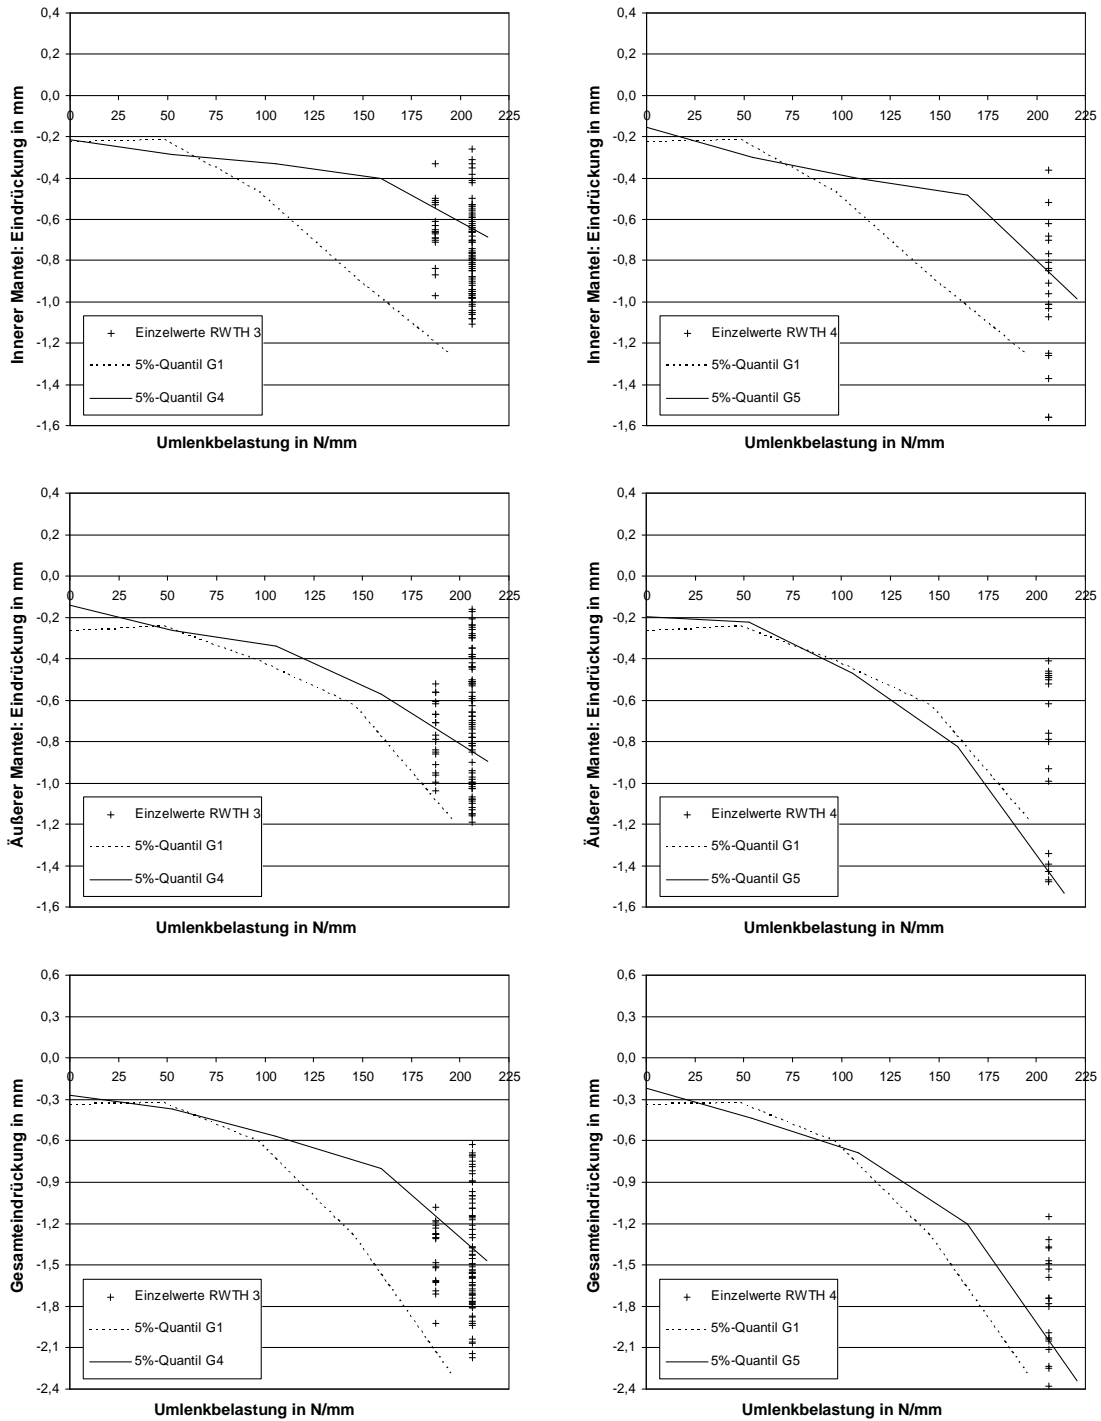 Innerer Mantel: Eindrückung in mm
0,4
0,2
0,0
-0,2
-0,4
-0,6
-0,8
-1,0
-1,2
-1,4
-1,6
0 25 50 75 100 125 150 175 200 225
Einzelwerte RWTH 3
5%-Quantil G1
5%-Quantil G4
Umlenkbelastung in N/mm
Innerer Mantel: Eindrückung in mm
0,4
0,2
0,0
-0,2
-0,4
-0,6
-0,8
-1,0
-1,2
-1,4
-1,6
0 25 50 75 100 125 150 175 200 225
Einzelwerte RWTH 4
5%-Quantil G1
5%-Quantil G5
Umlenkbelastung in N/mm
Äußerer Mantel: Eindrückung in mm
0,4
0,2
0,0
-0,2
-0,4
-0,6
-0,8
-1,0
-1,2
-1,4
-1,6
0 25 50 75 100 125 150 175 200 225
Einzelwerte RWTH 3
5%-Quantil G1
5%-Quantil G4
Umlenkbelastung in N/mm
Äußerer Mantel: Eindrückung in mm
0,4
0,2
0,0
-0,2
-0,4
-0,6
-0,8
-1,0
-1,2
-1,4
-1,6
0 25 50 75 100 125 150 175 200 225
Einzelwerte RWTH 4
5%-Quantil G1
5%-Quantil G5
Umlenkbelastung in N/mm
Gesamteindrückung in mm
0,6
0,3
0,0
-0,3
-0,6
-0,9
-1,2
-1,5
-1,8
-2,1
-2,4
0 25 50 75 100 125 150 175 200 225
Einzelwerte RWTH 3
5%-Quantil G1
5%-Quantil G4
Umlenkbelastung in N/mm
Gesamteindrückung in mm
0,6
0,3
0,0
-0,3
-0,6
-0,9
-1,2
-1,5
-1,8
-2,1
-2,4
0 25 50 75 100 125 150 175 200 225
Einzelwerte RWTH 4
5%-Quantil G1
5%-Quantil G5
Umlenkbelastung in N/mm